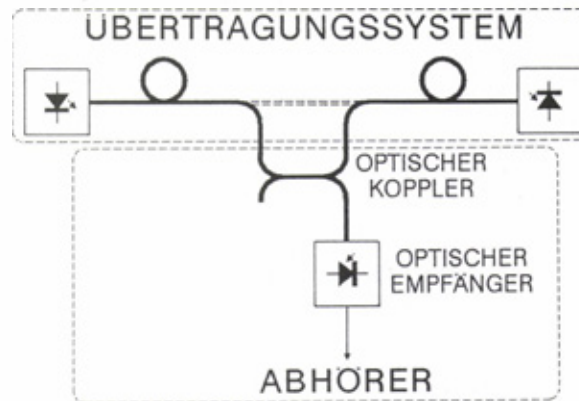 ÜBERTRAGUNGSSYSTEM
OPTISCHER
KOPPLER
OPTISCHER
EMPFÄNGER
ABHÖRER